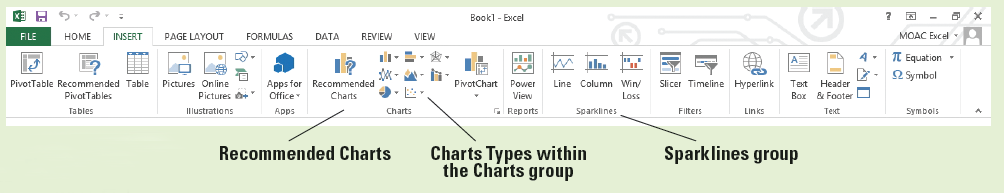 Book1 - Excel
?
FILE HOME INSERT PAGE LAYOUT FORMULAS DATA REVIEW VIEW MOAC Excel
PivotTable Recommended PivotTables Table Pictures Online Pictures Apps for Office Recommended Charts PivotChart Power View Line Column Win/Loss Slicer Timeline Hyperlink Text Box Header & Footer A π Equation
Ω Symbol
Tables Illustrations Apps Charts Reports Sparklines Filters Links Text Symbols
Recommended Charts
Charts Types within
the Charts group
Sparklines group